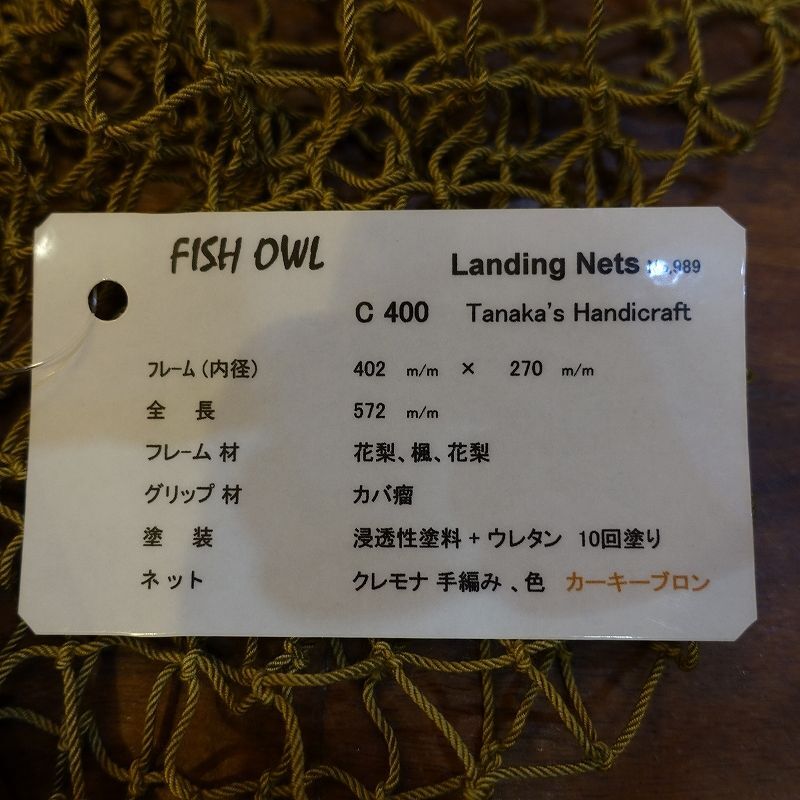 FISH OWL
Landing Nets No,989
C 400 Tanaka's Handicraft
フレーム(内径) 402 m/m × 270 m/m
全 長 572 m/m
フレーム 材 花梨、楓、花梨
グリップ 材 カバ瘤
塗 装 浸透性塗料 + ウレタン 10回塗り
ネット クレモナ 手編み 、色 カーキーブロン